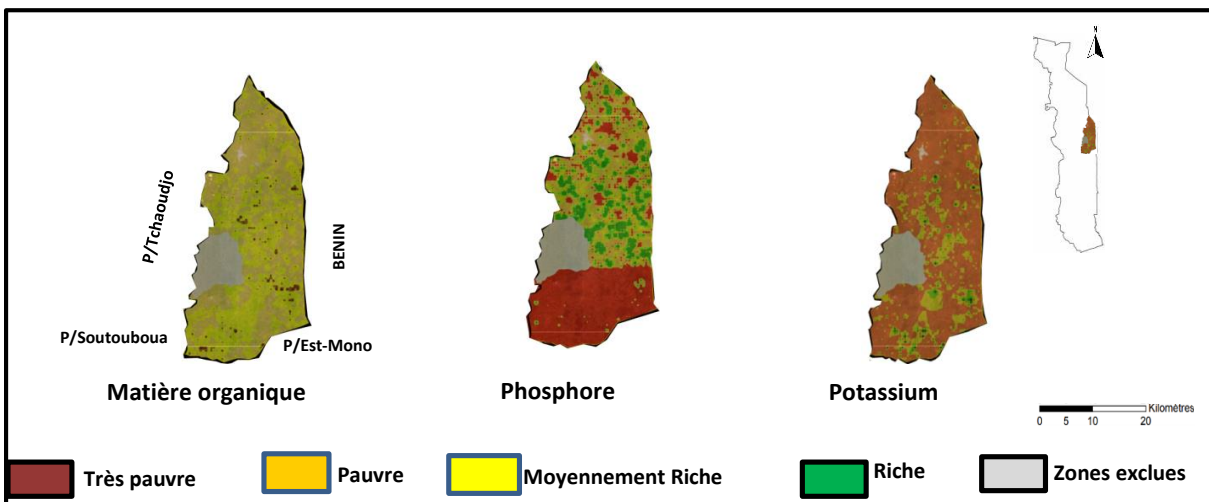 N
P/Tchaoudjo
BENIN
P/Soutouboua
P/Est-Mono
Matière organique
Phosphore
Potassium
Kilomètres
0 5 10 20
Très pauvre
Pauvre
Moyennement Riche
Riche
Zones exclues